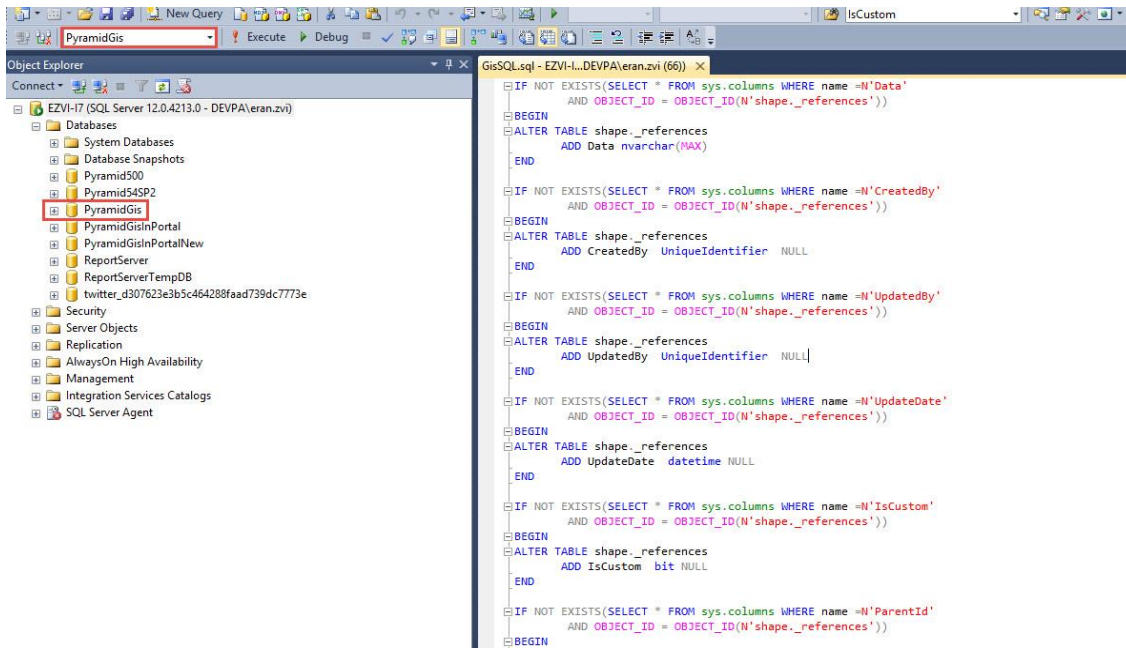 New Query
IsCustom
PyramidGis
Execute
Debug
Object Explorer
Connect
EZVI-I7 (SQL Server 12.0.4213.0 - DEVPA\eran.zvi)
Databases
System Databases
Database Snapshots
Pyramid500
Pyramid54SP2
PyramidGis
PyramidGisInPortal
PyramidGisInPortalNew
ReportServer
ReportServerTempDB
twitter_d307623e3b5c464288faad739dc7773e
Security
Server Objects
Replication
AlwaysOn High Availability
Management
Integration Services Catalogs
SQL Server Agent
GisSQL.sql - EZVI-I...DEVPA\eran.zvi (66))
IF NOT EXISTS(SELECT * FROM sys.columns WHERE name =N'Data'
AND OBJECT_ID = OBJECT_ID(N'shape._references'))
BEGIN
ALTER TABLE shape._references
ADD Data nvarchar(MAX)
END
IF NOT EXISTS(SELECT * FROM sys.columns WHERE name =N'CreatedBy'
AND OBJECT_ID = OBJECT_ID(N'shape._references'))
BEGIN
ALTER TABLE shape._references
ADD CreatedBy UniqueIdentifier NULL
END
IF NOT EXISTS(SELECT * FROM sys.columns WHERE name =N'UpdatedBy'
AND OBJECT_ID = OBJECT_ID(N'shape._references'))
BEGIN
ALTER TABLE shape._references
ADD UpdatedBy UniqueIdentifier NULL
END
IF NOT EXISTS(SELECT * FROM sys.columns WHERE name =N'UpdateDate'
AND OBJECT_ID = OBJECT_ID(N'shape._references'))
BEGIN
ALTER TABLE shape._references
ADD UpdateDate datetime NULL
END
IF NOT EXISTS(SELECT * FROM sys.columns WHERE name =N'IsCustom'
AND OBJECT_ID = OBJECT_ID(N'shape._references'))
BEGIN
ALTER TABLE shape._references
ADD IsCustom bit NULL
END
IF NOT EXISTS(SELECT * FROM sys.columns WHERE name =N'ParentId'
AND OBJECT_ID = OBJECT_ID(N'shape._references'))
BEGIN